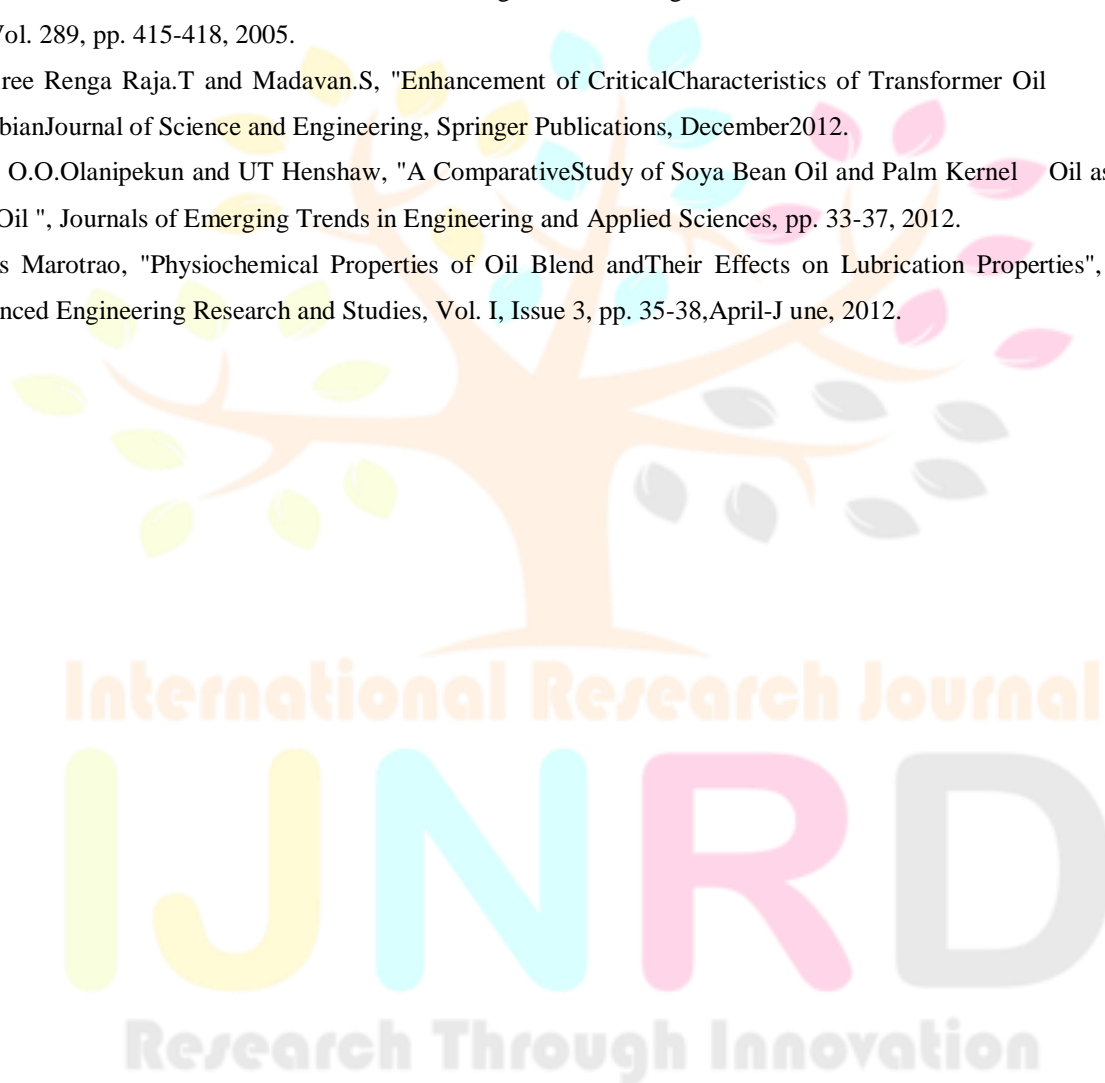 Vol. 289, pp. 415-418, 2005.
ree Renga Raja.T and Madavan.S, "Enhancement of CriticalCharacteristics of Transformer Oil
bianJournal of Science and Engineering, Springer Publications, December2012.
O.O.Olanipekun and UT Henshaw, "A ComparativeStudy of Soya Bean Oil and Palm Kernel Oil as
Oil ", Journals of Emerging Trends in Engineering and Applied Sciences, pp. 33-37, 2012.
s Marotrao, "Physiochemical Properties of Oil Blend andTheir Effects on Lubrication Properties",
nced Engineering Research and Studies, Vol. I, Issue 3, pp. 35-38,April-J une, 2012.
International Research Journal
IJNRD
Research Through Innovation